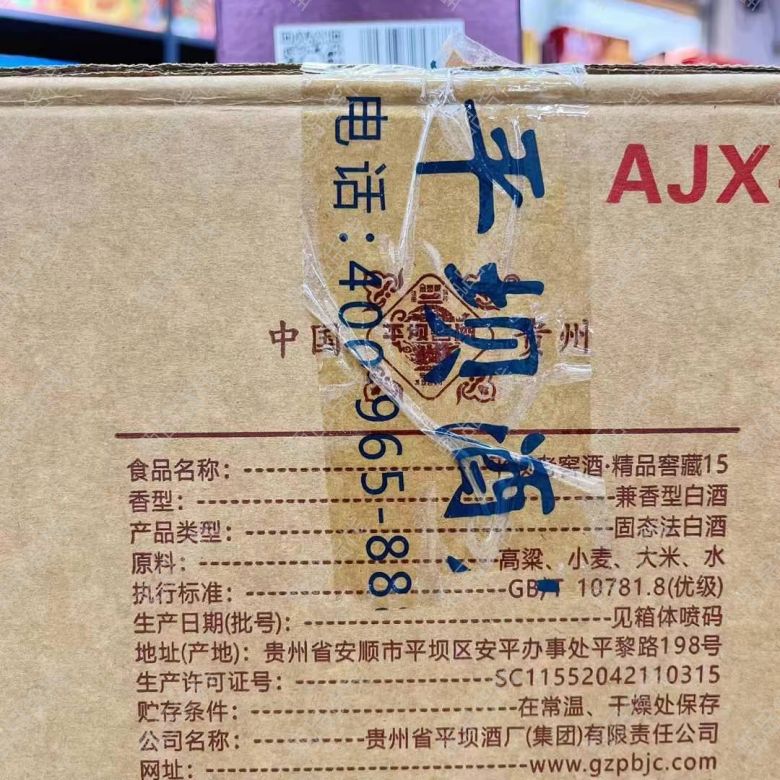 AJX
电话：400-965-88
平坝酒
中国
平坝窖酒
贵州
食品名称：老窖酒·精品窖藏15
香型：兼香型白酒
产品类型：固态法白酒
原料：高粱、小麦、大米、水
执行标准：GB/T 10781.8(优级)
生产日期(批号)：见箱体喷码
地址(产地)：贵州省安顺市平坝区安平办事处平黎路198号
生产许可证号：SC11552042110315
贮存条件：在常温、干燥处保存
公司名称：贵州省平坝酒厂(集团)有限责任公司
网址：www.gzpbjc.com